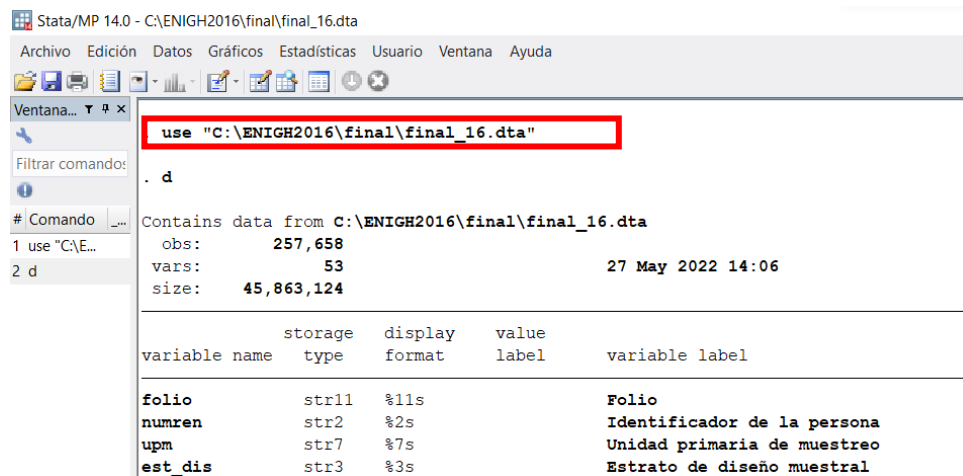 Stata/MP 14.0 - C:\ENIGH2016\final\final_16.dta
Archivo Edición Datos Gráficos Estadísticas Usuario Ventana Ayuda
Ventana...
Filtrar comandos
# Comando _...
1 use "C:\E...
2 d
. use "C:\ENIGH2016\final\final_16.dta"
. d
Contains data from C:\ENIGH2016\final\final_16.dta
obs: 257,658
vars: 53 27 May 2022 14:06
size: 45,863,124
storage display value
variable name type format label variable label
folio str11 %11s Folio
numren str2 %2s Identificador de la persona
upm str7 %7s Unidad primaria de muestreo
est_dis str3 %3s Estrato de diseño muestral